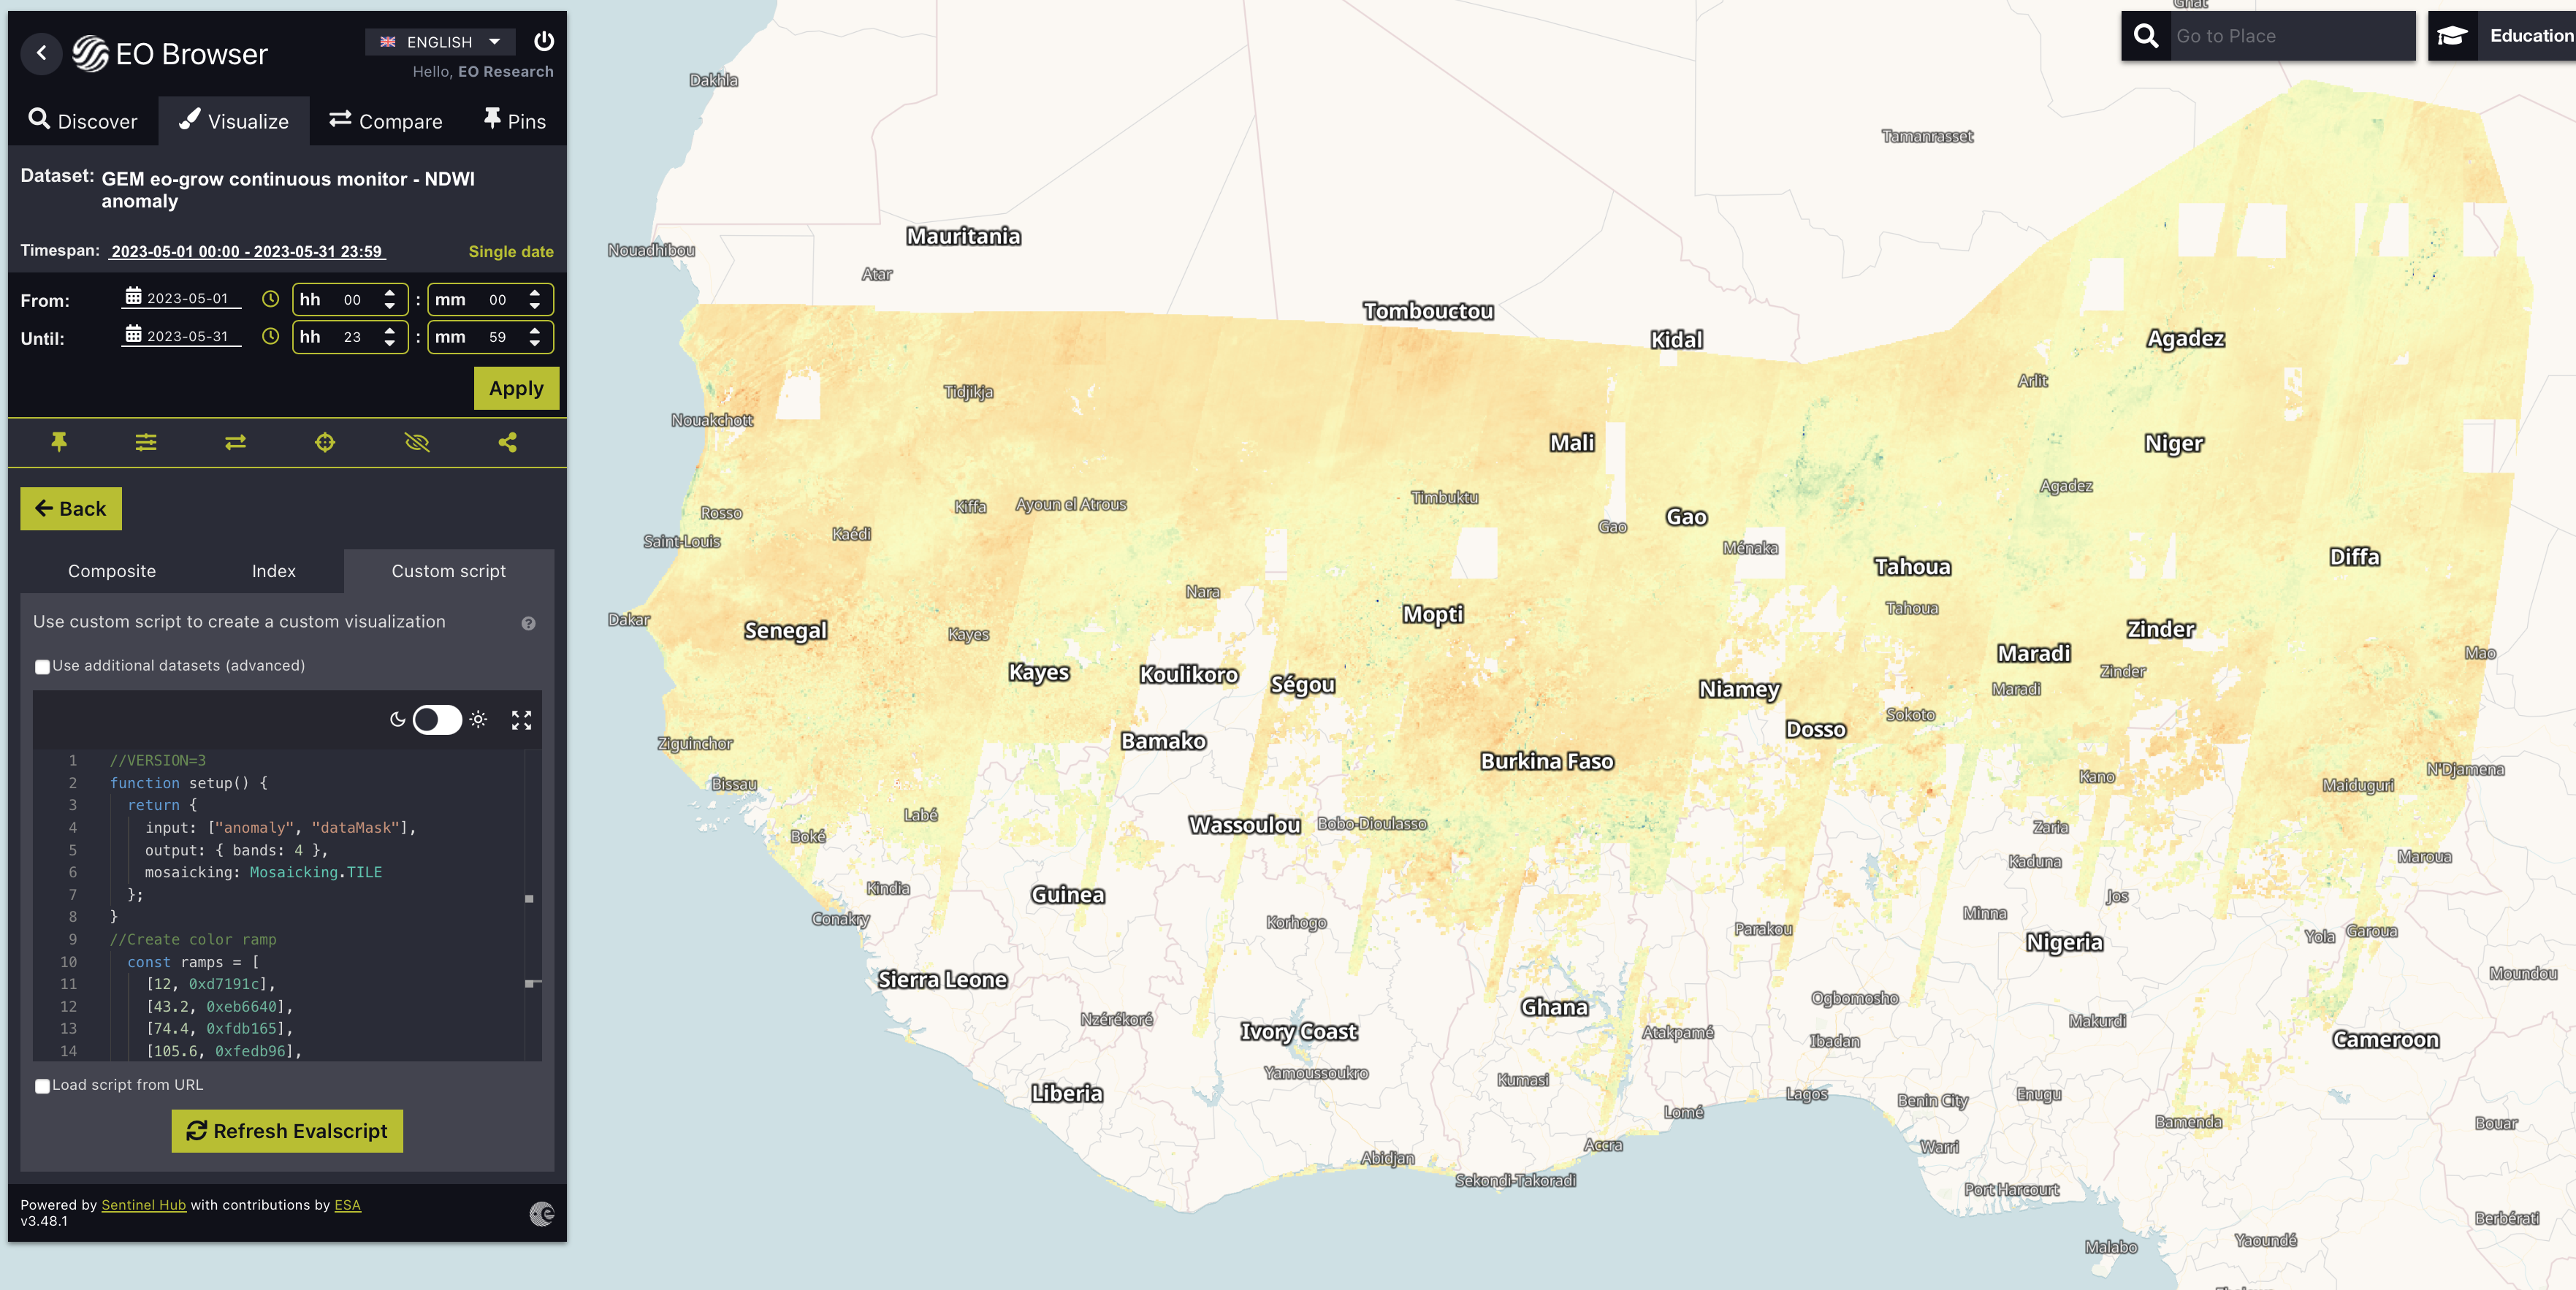 EO Browser
ENGLISH
Hello, EO Research
Discover
Visualize
Compare
Pins
Dataset: GEM eo-grow continuous monitor - NDWI
anomaly
Timespan: 2023-05-01 00:00 - 2023-05-31 23:59
Single date
From: 2023-05-01 hh 00 : mm 00
Until: 2023-05-31 hh 23 : mm 59
Apply
Back
Composite
Index
Custom script
Use custom script to create a custom visualization
Use additional datasets (advanced)
1 //VERSION=3
2 function setup() {
3 return {
4 input: ["anomaly", "dataMask"],
5 output: { bands: 4 },
6 mosaicking: Mosaicking.TILE
7 };
8 }
9 //Create color ramp
10 const ramps = [
11 [12, 0xd7191c],
12 [43.2, 0xeb6640],
13 [74.4, 0xfdb165],
14 [105.6, 0xfedb96],
Load script from URL
Refresh Evalscript
Powered by Sentinel Hub with contributions by ESA
v3.48.1
Go to Place
Education
Ghat
Dakhla
Tamanrasset
Mauritania
Nouadhibou
Atar
Tombouctou
Kidal
Agadez
Arlit
Tidjikja
Nouakchott
Mali
Niger
Agadez
Timbuktu
Kiffa
Ayoun el Atrous
Rosso
Gao
Gao
Kaédi
Saint-Louis
Ménaka
Diffa
Tahoua
Nara
Tahoua
Mopti
Dakar
Senegal
Kayes
Zinder
Maradi
Mao
Kayes
Koulikoro
Ségou
Zinder
Niamey
Maradi
Sokoto
Dosso
Ziguinchor
Bamako
Burkina Faso
N'Djamena
Kano
Bissau
Maiduguri
Labé
Wassoulou
Bobo-Dioulasso
Zaria
Boké
Maroua
Kaduna
Kindia
Guinea
Jos
Conakry
Korhogo
Minna
Parakou
Garoua
Yola
Nigeria
Moundou
Sierra Leone
Ogbomosho
Ghana
Nzérékoré
Makurdi
Ivory Coast
Atakpamé
Ibadan
Cameroon
Yamoussoukro
Kumasi
Liberia
Lagos
Benin City
Enugu
Lomé
Bamenda
Bouar
Accra
Warri
Abidjan
Sekondi-Takoradi
Port Harcourt
Berbérati
Yaoundé
Malabo